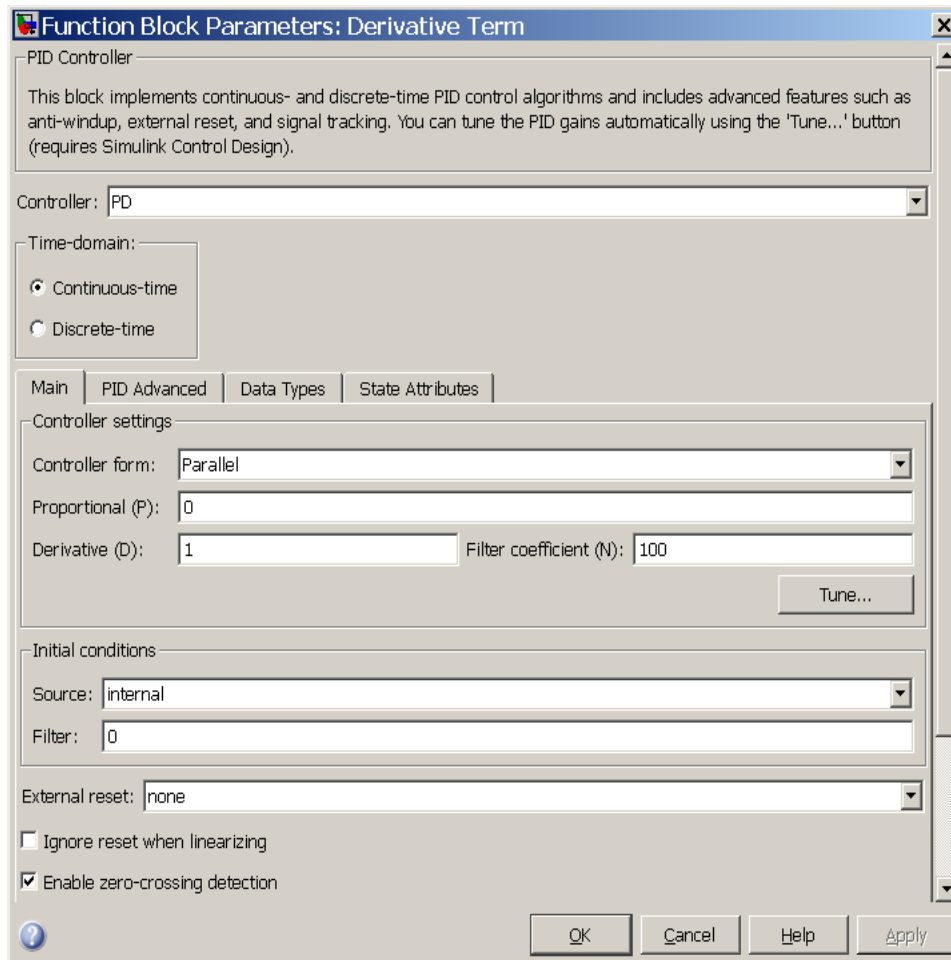 Function Block Parameters: Derivative Term
PID Controller
This block implements continuous- and discrete-time PID control algorithms and includes advanced features such as
anti-windup, external reset, and signal tracking. You can tune the PID gains automatically using the 'Tune...' button
(requires Simulink Control Design).
Controller: PD
Time-domain:
Continuous-time
Discrete-time
Main PID Advanced Data Types State Attributes
Controller settings
Controller form: Parallel
Proportional (P): 0
Derivative (D): 1 Filter coefficient (N): 100
Tune...
Initial conditions
Source: internal
Filter: 0
External reset: none
Ignore reset when linearizing
Enable zero-crossing detection
OK Cancel Help Apply